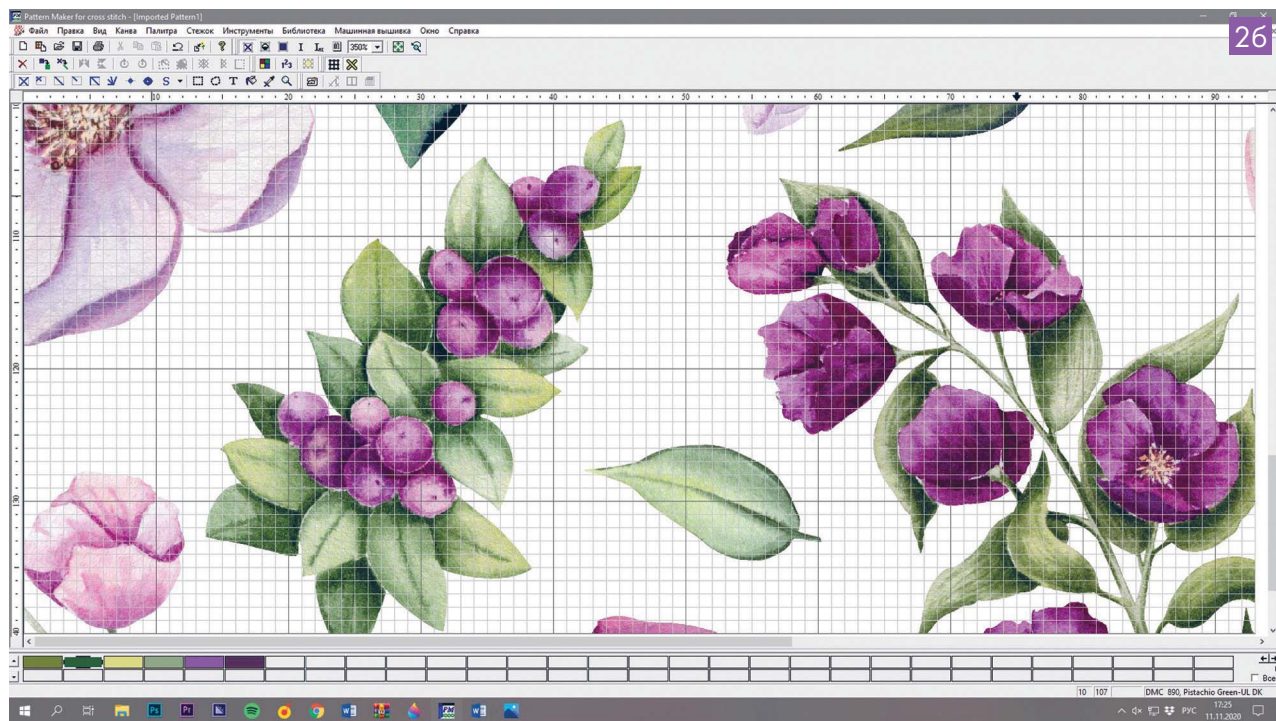 Pattern Maker for cross stitch - [Imported Pattern1]
26
Файл Правка Вид Канва Палитра Стежок Инструменты Библиотека Машинная вышивка Окно Справка
350%
10 20 30 40 50 60 70 80 90
110
120
130
40
Все
10 107 DMC 890, Pistachio Green-UL DK
РУС
17:25
11.11.2020